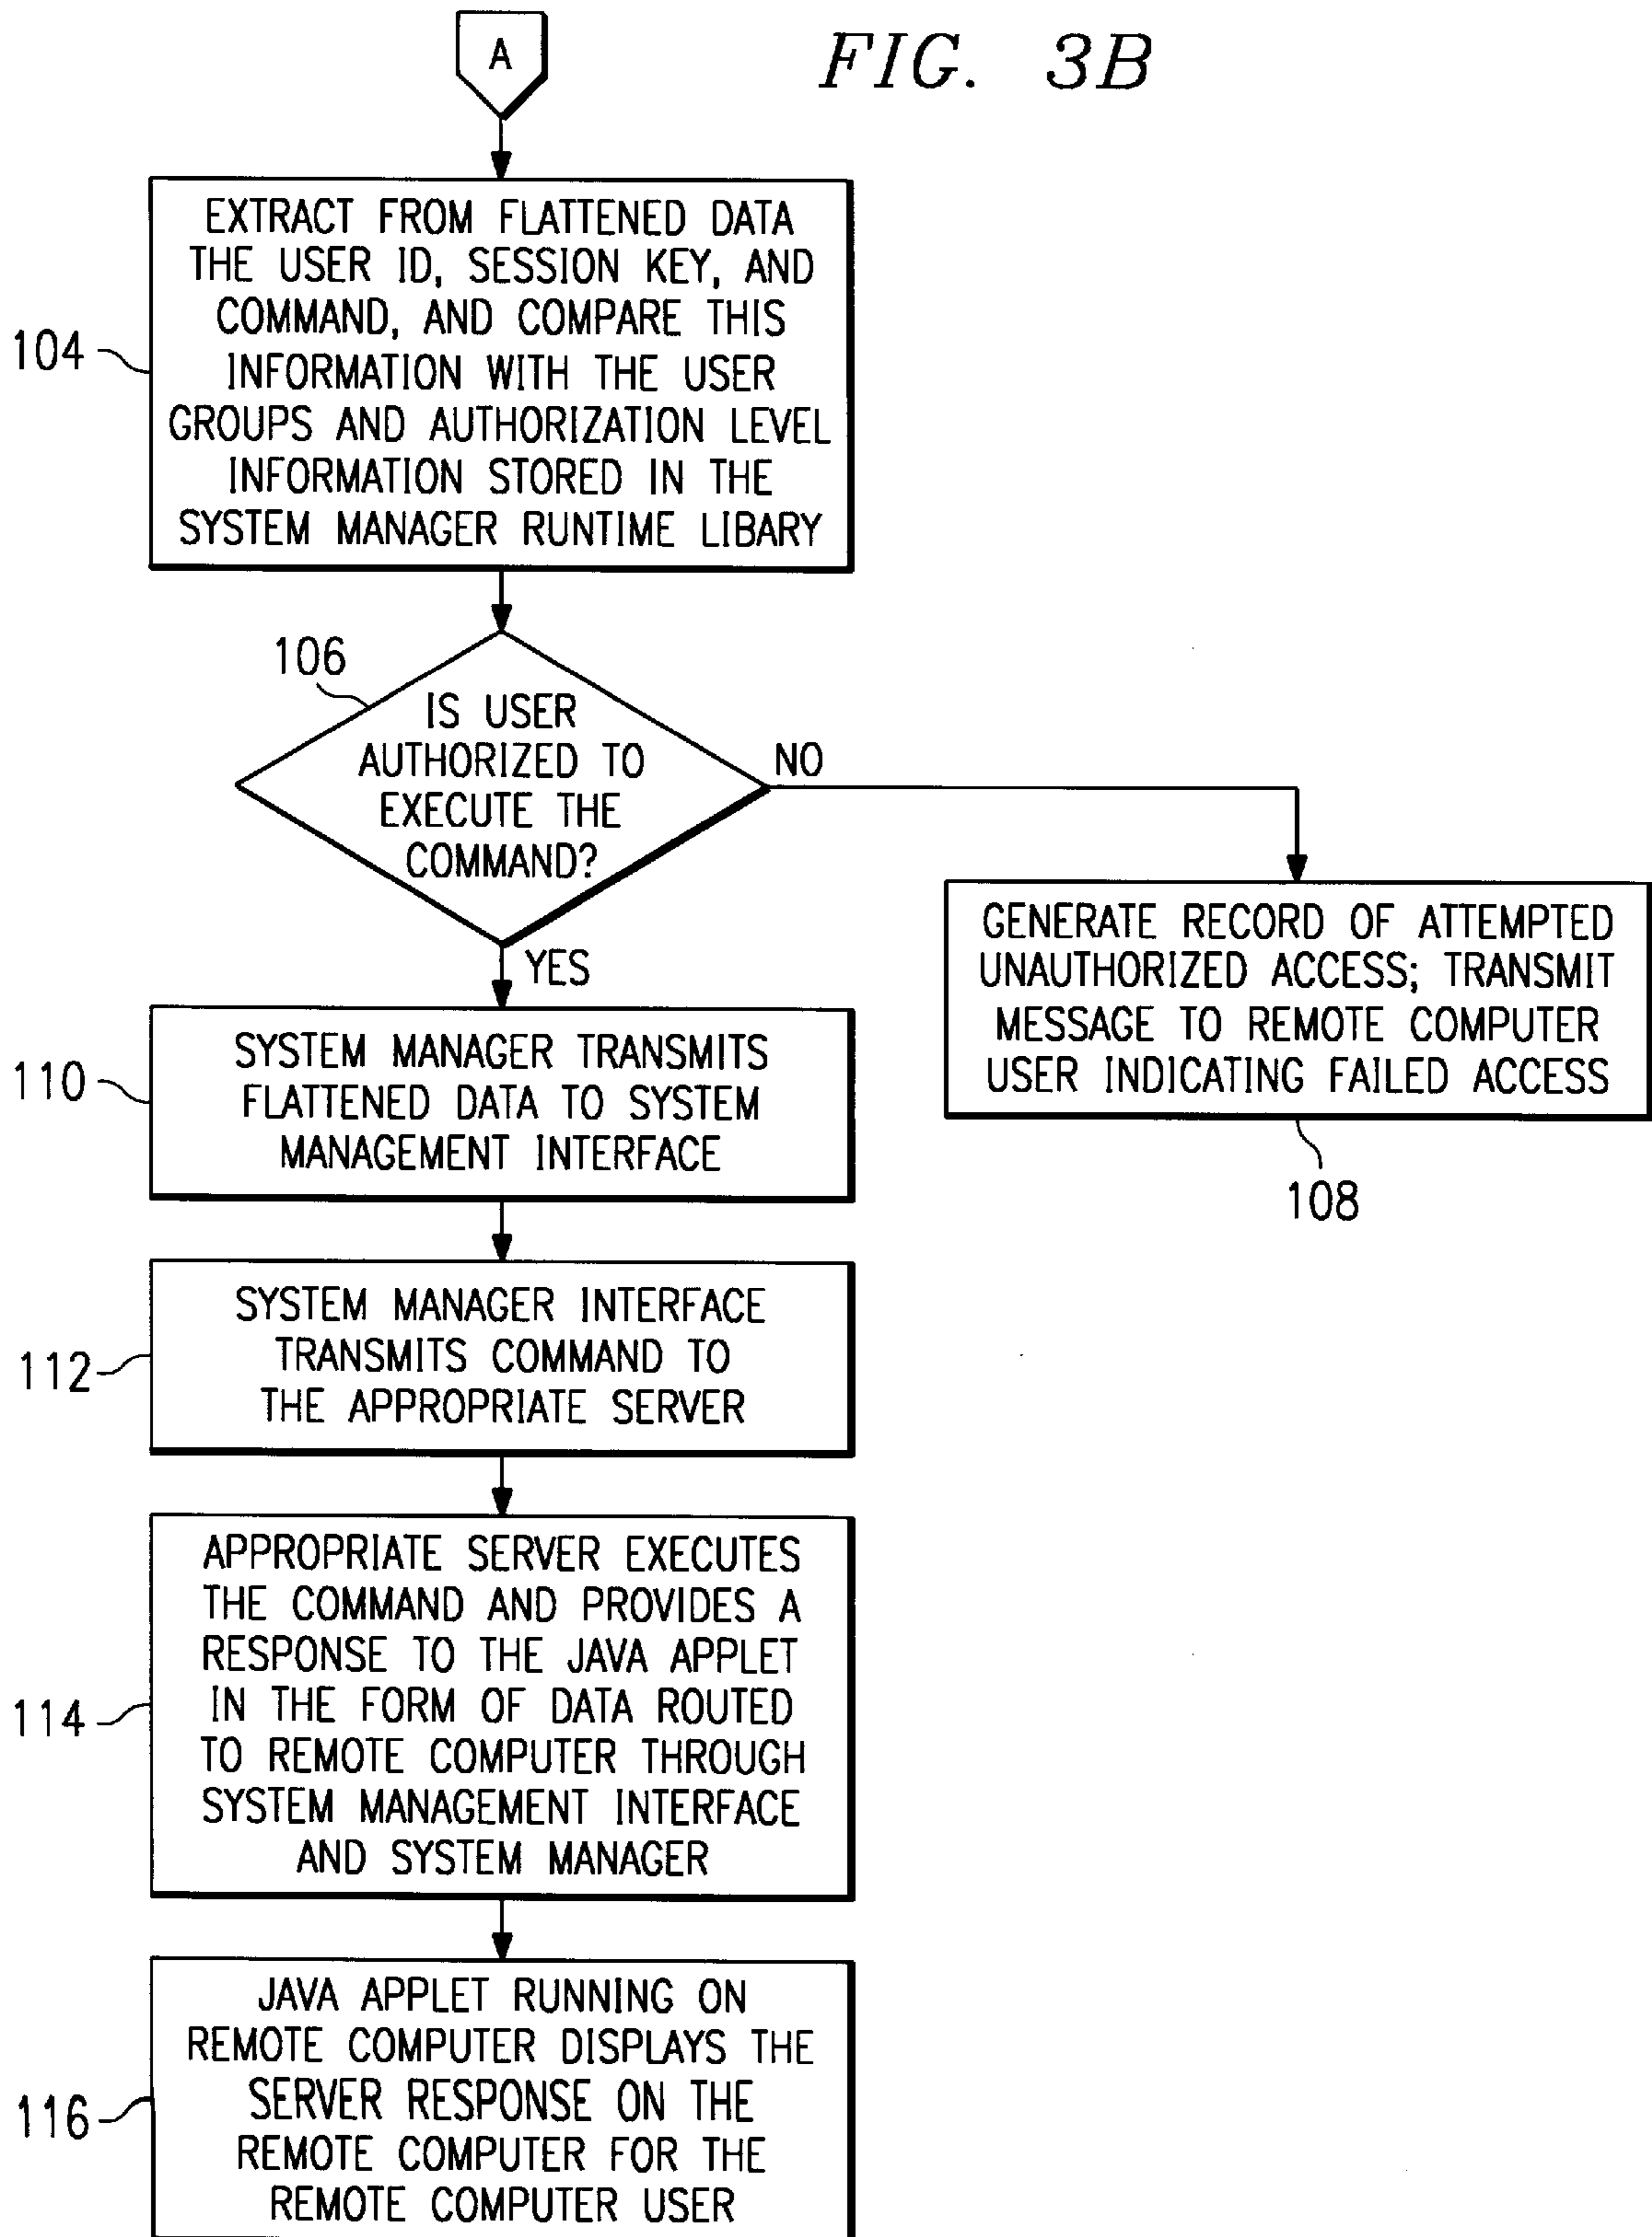 A
FIG. 3B
EXTRACT FROM FLATTENED DATA
THE USER ID, SESSION KEY, AND
COMMAND, AND COMPARE THIS
INFORMATION WITH THE USER
GROUPS AND AUTHORIZATION LEVEL
INFORMATION STORED IN THE
SYSTEM MANAGER RUNTIME LIBARY
104
106
IS USER
AUTHORIZED TO
EXECUTE THE
COMMAND?
NO
YES
GENERATE RECORD OF ATTEMPTED
UNAUTHORIZED ACCESS; TRANSMIT
MESSAGE TO REMOTE COMPUTER
USER INDICATING FAILED ACCESS
108
SYSTEM MANAGER TRANSMITS
FLATTENED DATA TO SYSTEM
MANAGEMENT INTERFACE
110
SYSTEM MANAGER INTERFACE
TRANSMITS COMMAND TO
THE APPROPRIATE SERVER
112
APPROPRIATE SERVER EXECUTES
THE COMMAND AND PROVIDES A
RESPONSE TO THE JAVA APPLET
IN THE FORM OF DATA ROUTED
TO REMOTE COMPUTER THROUGH
SYSTEM MANAGEMENT INTERFACE
AND SYSTEM MANAGER
114
JAVA APPLET RUNNING ON
REMOTE COMPUTER DISPLAYS THE
SERVER RESPONSE ON THE
REMOTE COMPUTER FOR THE
REMOTE COMPUTER USER
116